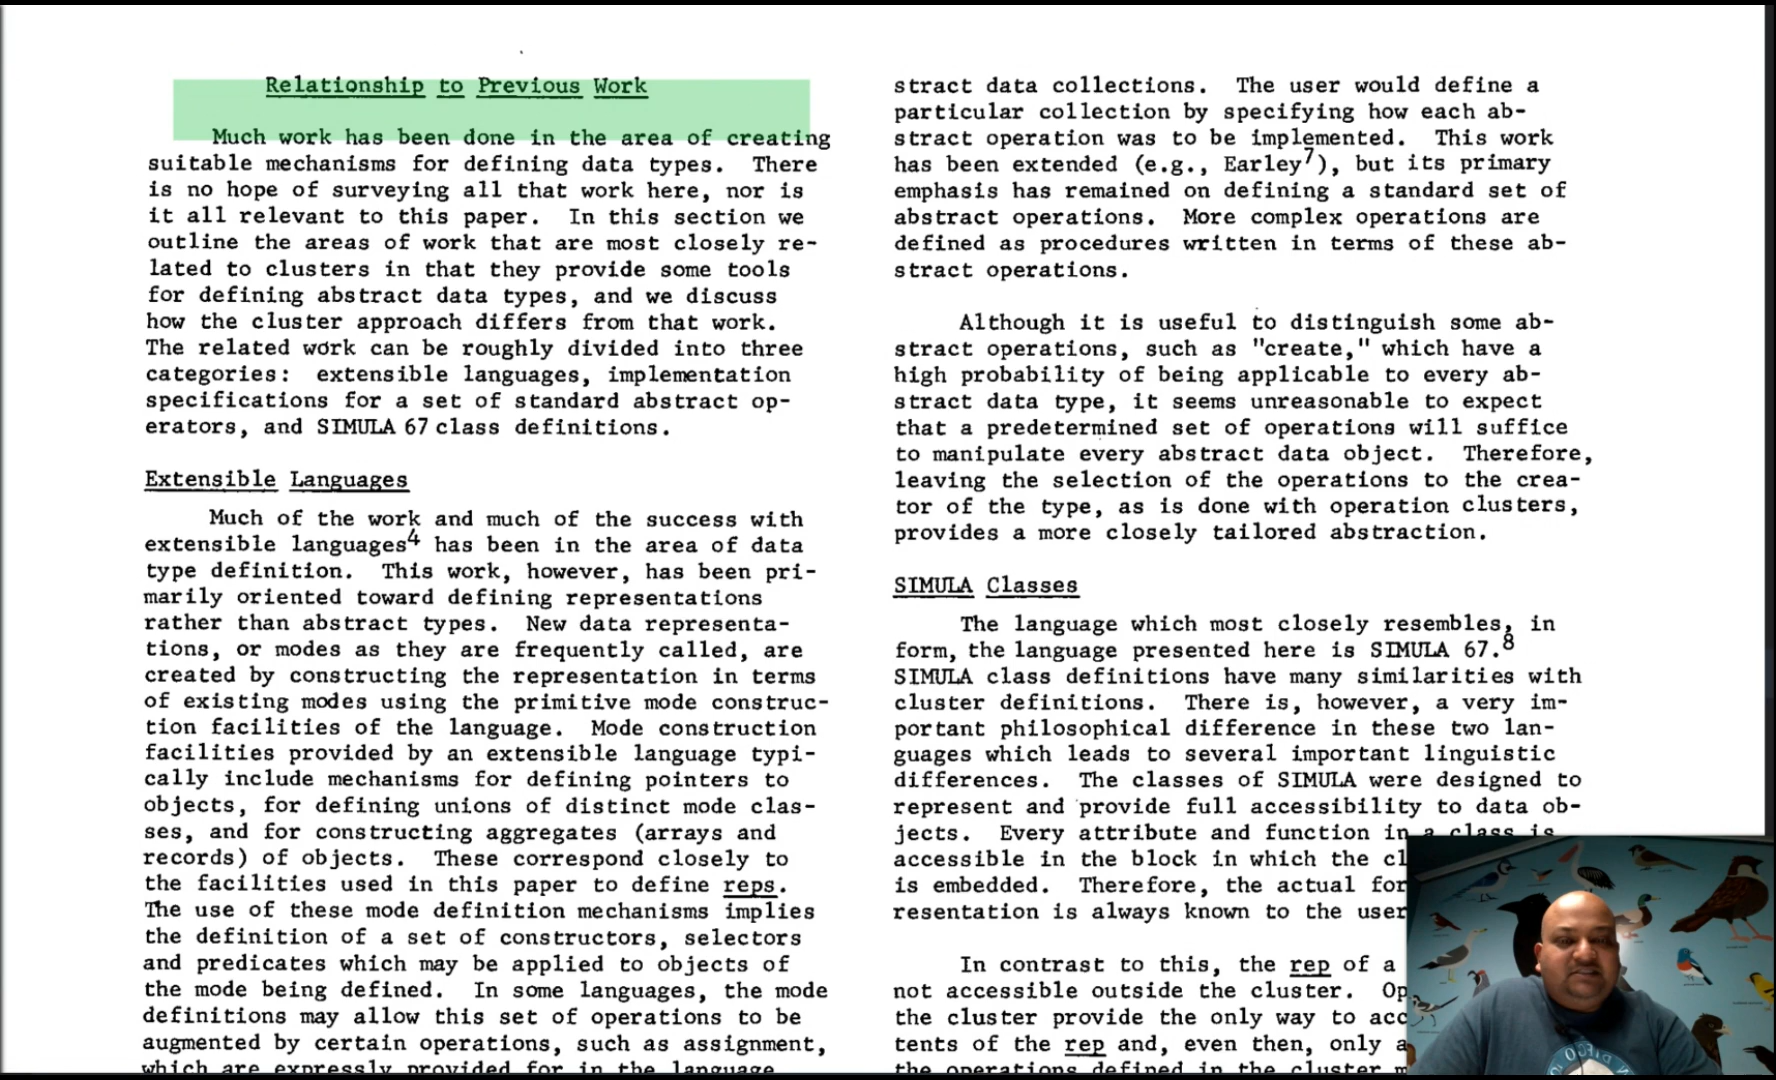 Relationship to Previous Work
Much work has been done in the area of creating
suitable mechanisms for defining data types. There
is no hope of surveying all that work here, nor is
it all relevant to this paper. In this section we
outline the areas of work that are most closely re-
lated to clusters in that they provide some tools
for defining abstract data types, and we discuss
how the cluster approach differs from that work.
The related work can be roughly divided into three
categories: extensible languages, implementation
specifications for a set of standard abstract op-
erators, and SIMULA 67 class definitions.
Extensible Languages
Much of the work and much of the success with
extensible languages4 has been in the area of data
type definition. This work, however, has been pri-
marily oriented toward defining representations
rather than abstract types. New data representa-
tions, or modes as they are frequently called, are
created by constructing the representation in terms
of existing modes using the primitive mode construc-
tion facilities of the language. Mode construction
facilities provided by an extensible language typi-
cally include mechanisms for defining pointers to
objects, for defining unions of distinct mode clas-
ses, and for constructing aggregates (arrays and
records) of objects. These correspond closely to
the facilities used in this paper to define reps.
The use of these mode definition mechanisms implies
the definition of a set of constructors, selectors
and predicates which may be applied to objects of
the mode being defined. In some languages, the mode
definitions may allow this set of operations to be
augmented by certain operations, such as assignment,
which are expressly provided for in the language
stract data collections. The user would define a
particular collection by specifying how each ab-
stract operation was to be implemented. This work
has been extended (e.g., Earley7), but its primary
emphasis has remained on defining a standard set of
abstract operations. More complex operations are
defined as procedures written in terms of these ab-
stract operations.
Although it is useful to distinguish some ab-
stract operations, such as "create," which have a
high probability of being applicable to every ab-
stract data type, it seems unreasonable to expect
that a predetermined set of operations will suffice
to manipulate every abstract data object. Therefore,
leaving the selection of the operations to the crea-
tor of the type, as is done with operation clusters,
provides a more closely tailored abstraction.
SIMULA Classes
The language which most closely resembles, in
form, the language presented here is SIMULA 67.8
SIMULA class definitions have many similarities with
cluster definitions. There is, however, a very im-
portant philosophical difference in these two lan-
guages which leads to several important linguistic
differences. The classes of SIMULA were designed to
represent and provide full accessibility to data ob-
jects. Every attribute and function in a class is
accessible in the block in which the cl
is embedded. Therefore, the actual for
resentation is always known to the user
In contrast to this, the rep of a
not accessible outside the cluster. Op
the cluster provide the only way to acc
tents of the rep and, even then, only a
the operations defined in the cluster m